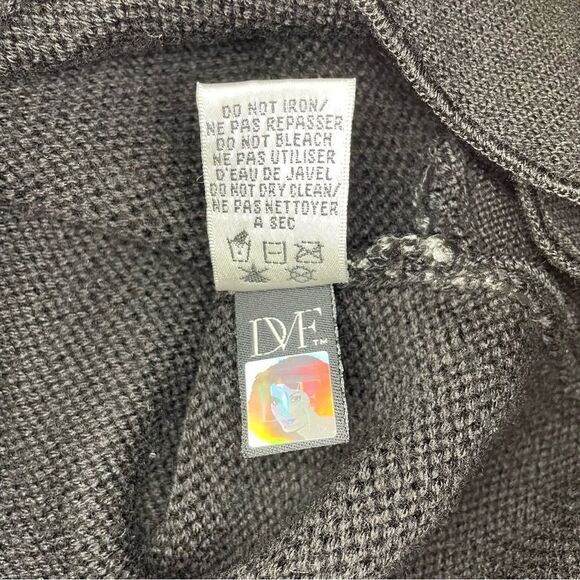 DO NOT IRON/
NE PAS REPASSER
DO NOT BLEACH
NE PAS UTILISER
D'EAU DE JAVEL
DO NOT DRY CLEAN/
NE PAS NETTOYER
A SEC
DVF™